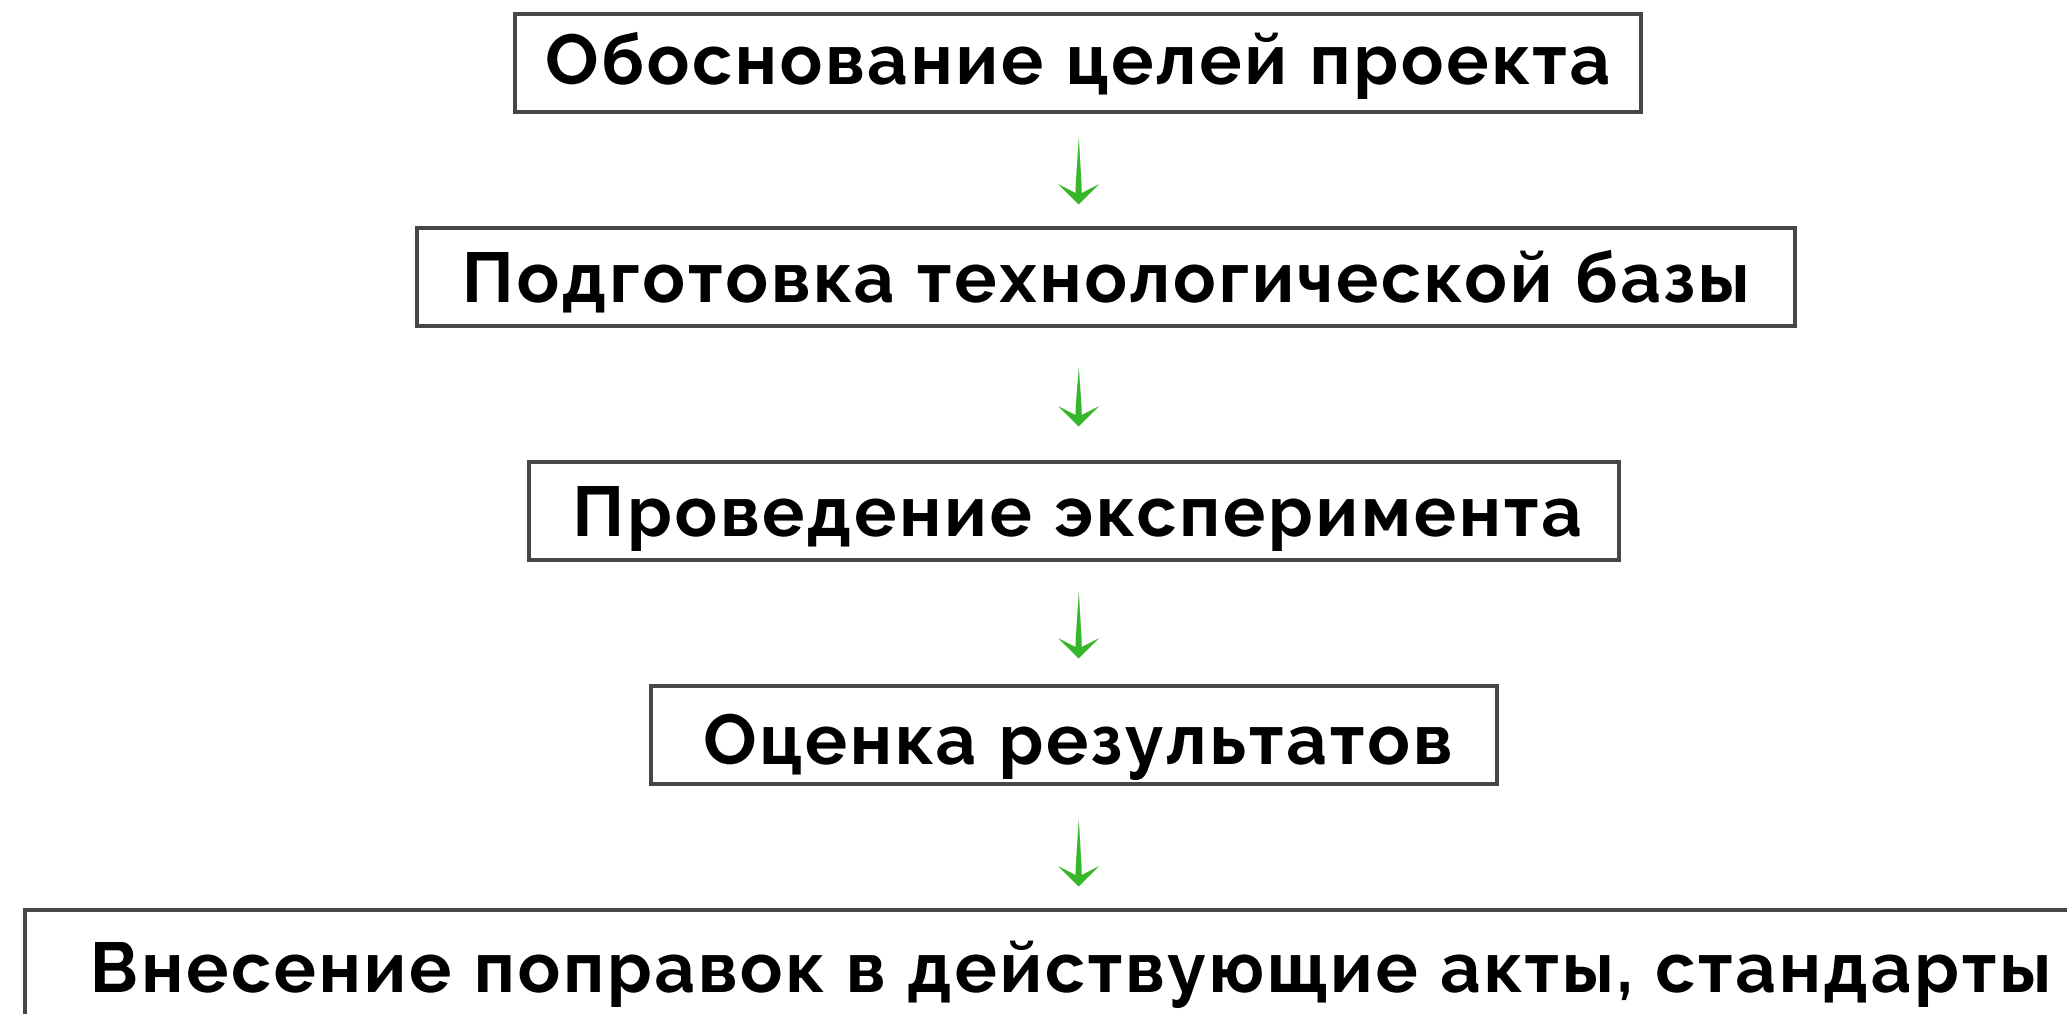 Обоснование целей проекта
Подготовка технологической базы
Проведение эксперимента
Оценка результатов
Внесение поправок в действующие акты, стандарты